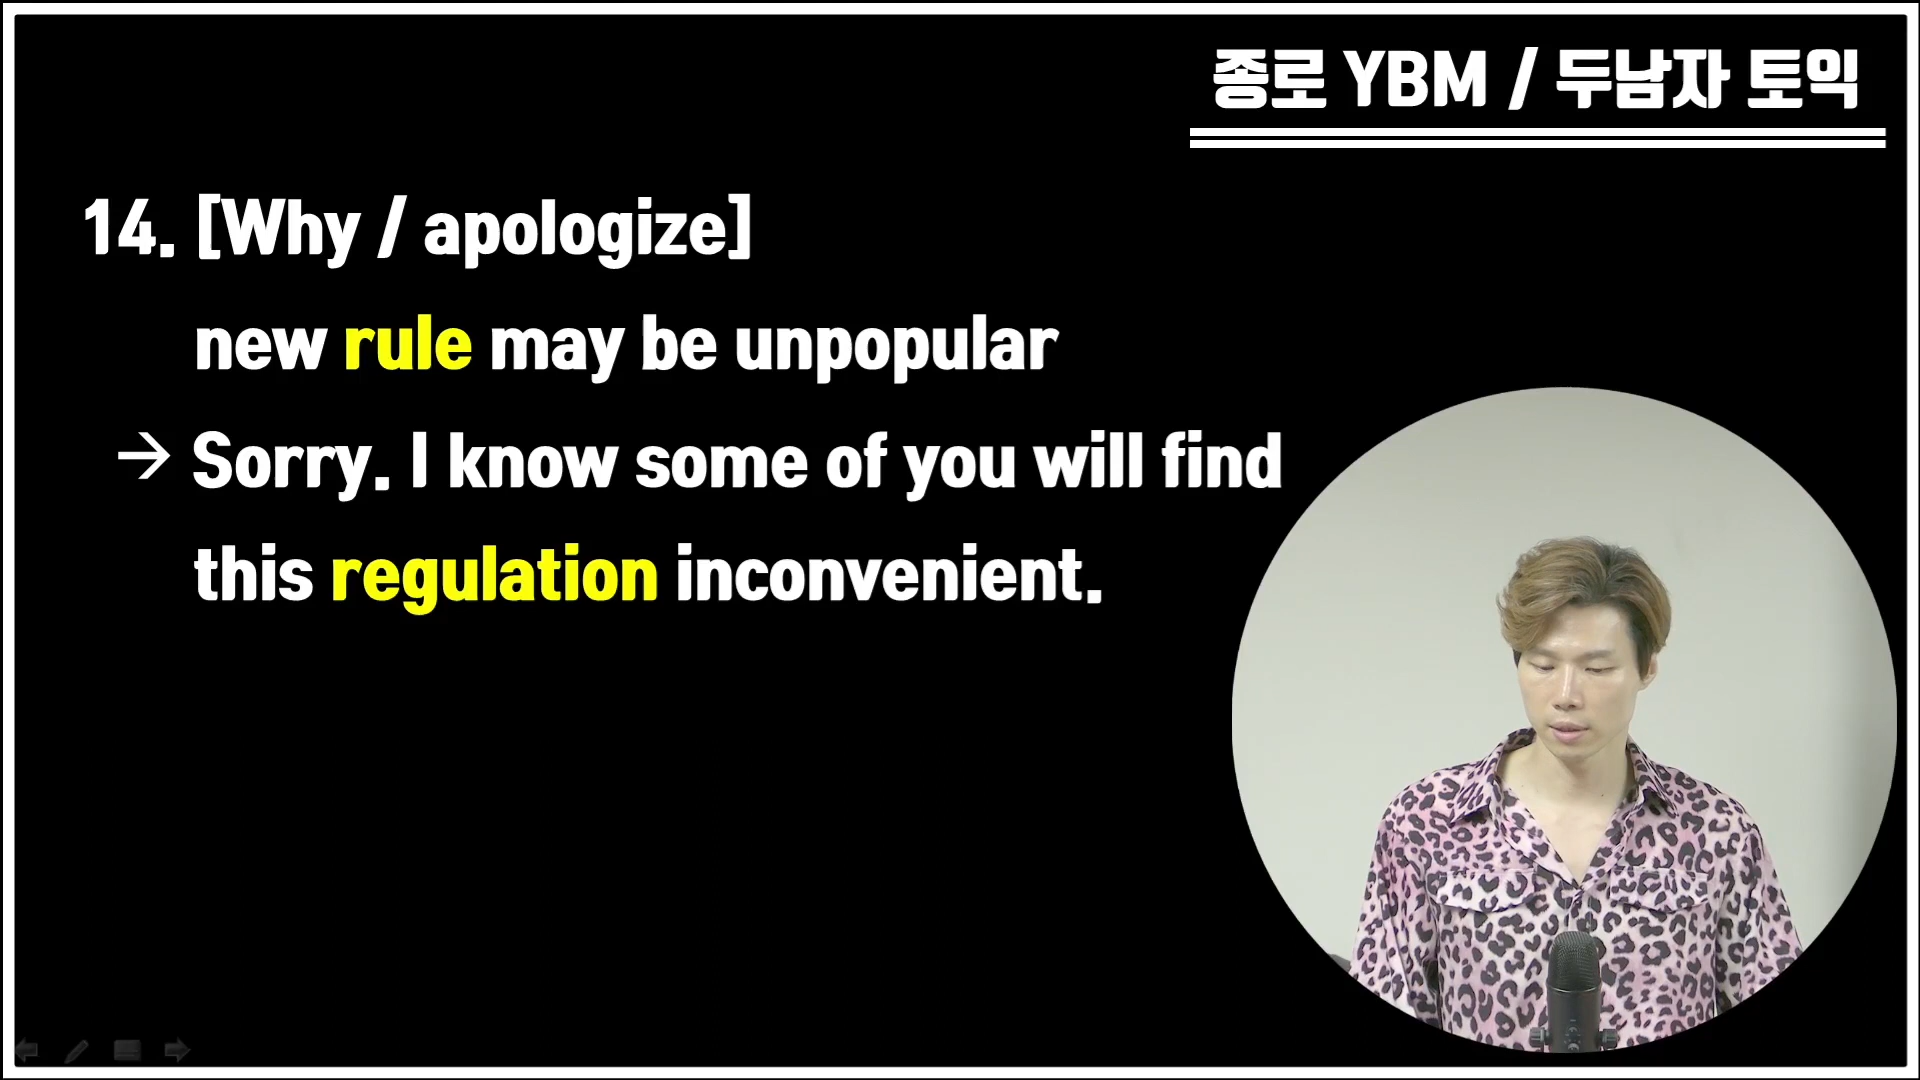 종로 YBM / 두남자 토익
14. [Why / apologize]
new rule may be unpopular
→ Sorry. I know some of you will find
this regulation inconvenient.